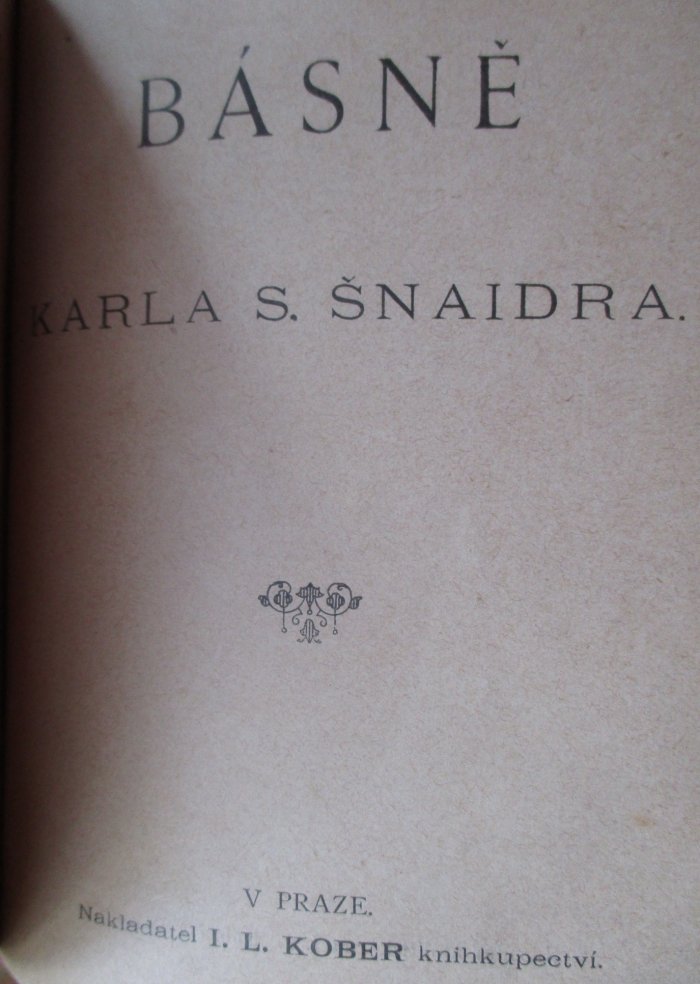 BÁSNĚ
KARLA S. ŠNAIDRA.
V PRAZE.
Nakladatel I. L. KOBER knihkupectví.